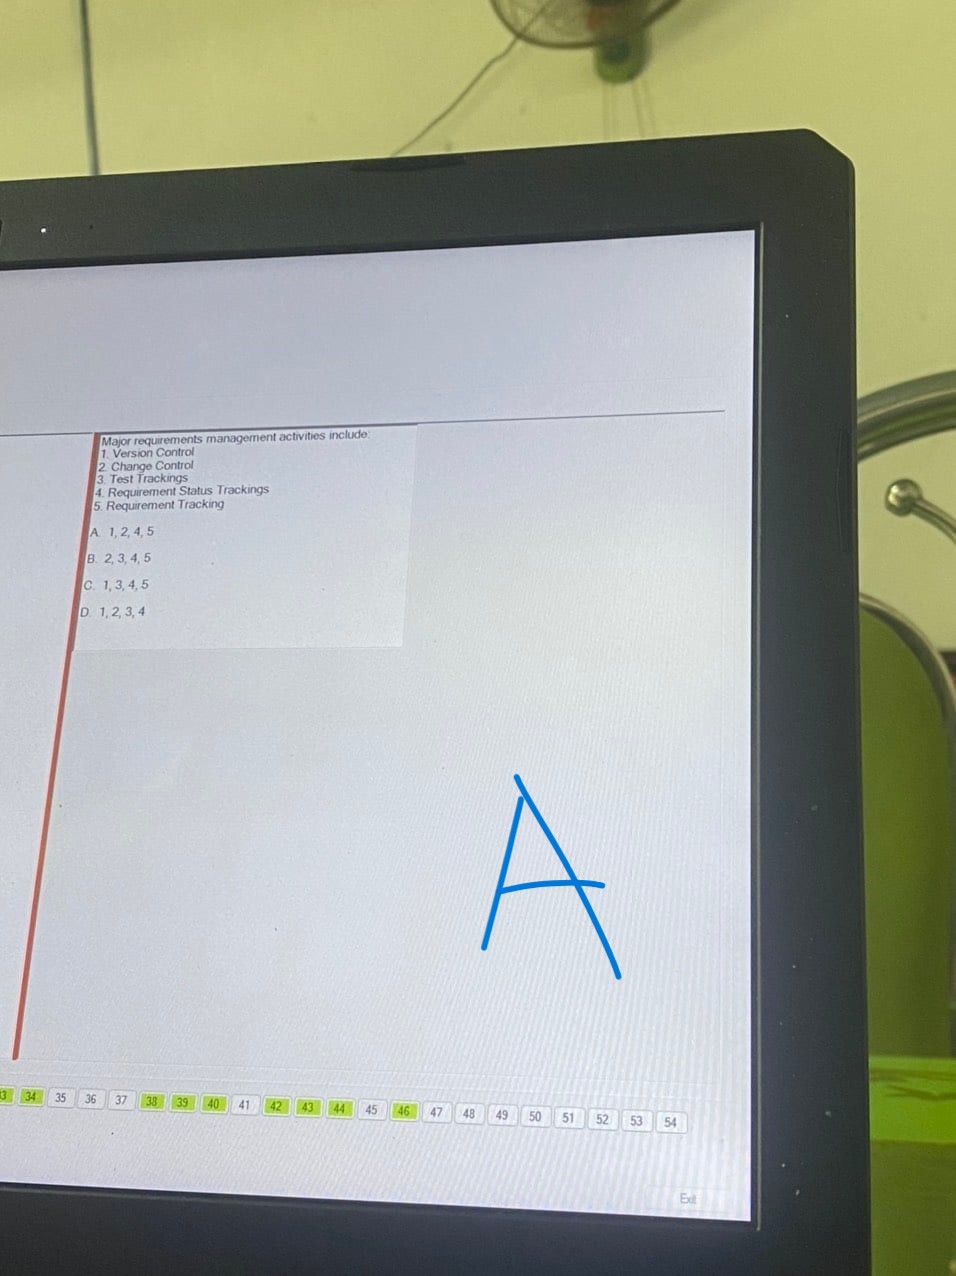 Major requirements management activities include:
1. Version Control
2. Change Control
3. Test Trackings
4. Requirement Status Trackings
5. Requirement Tracking
A. 1, 2, 4, 5
B. 2, 3, 4, 5
C. 1, 3, 4, 5
D. 1, 2, 3, 4
A
3 34 35 36 37 38 39 40 41 42 43 44 45 46 47 48 49 50 51 52 53 54
Exit